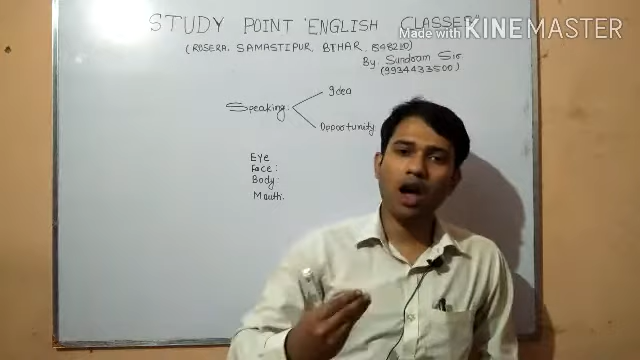 STUDY POINT "ENGLISH CLASSES"
Made with KINEMASTER
(ROSERA, SAMASTIPUR, BIHAR, 848210)
By Sundram Sir
(9934433500)
Speaking.
Idea
Opportunity.
Eye
Face:
Body:
Mouth: